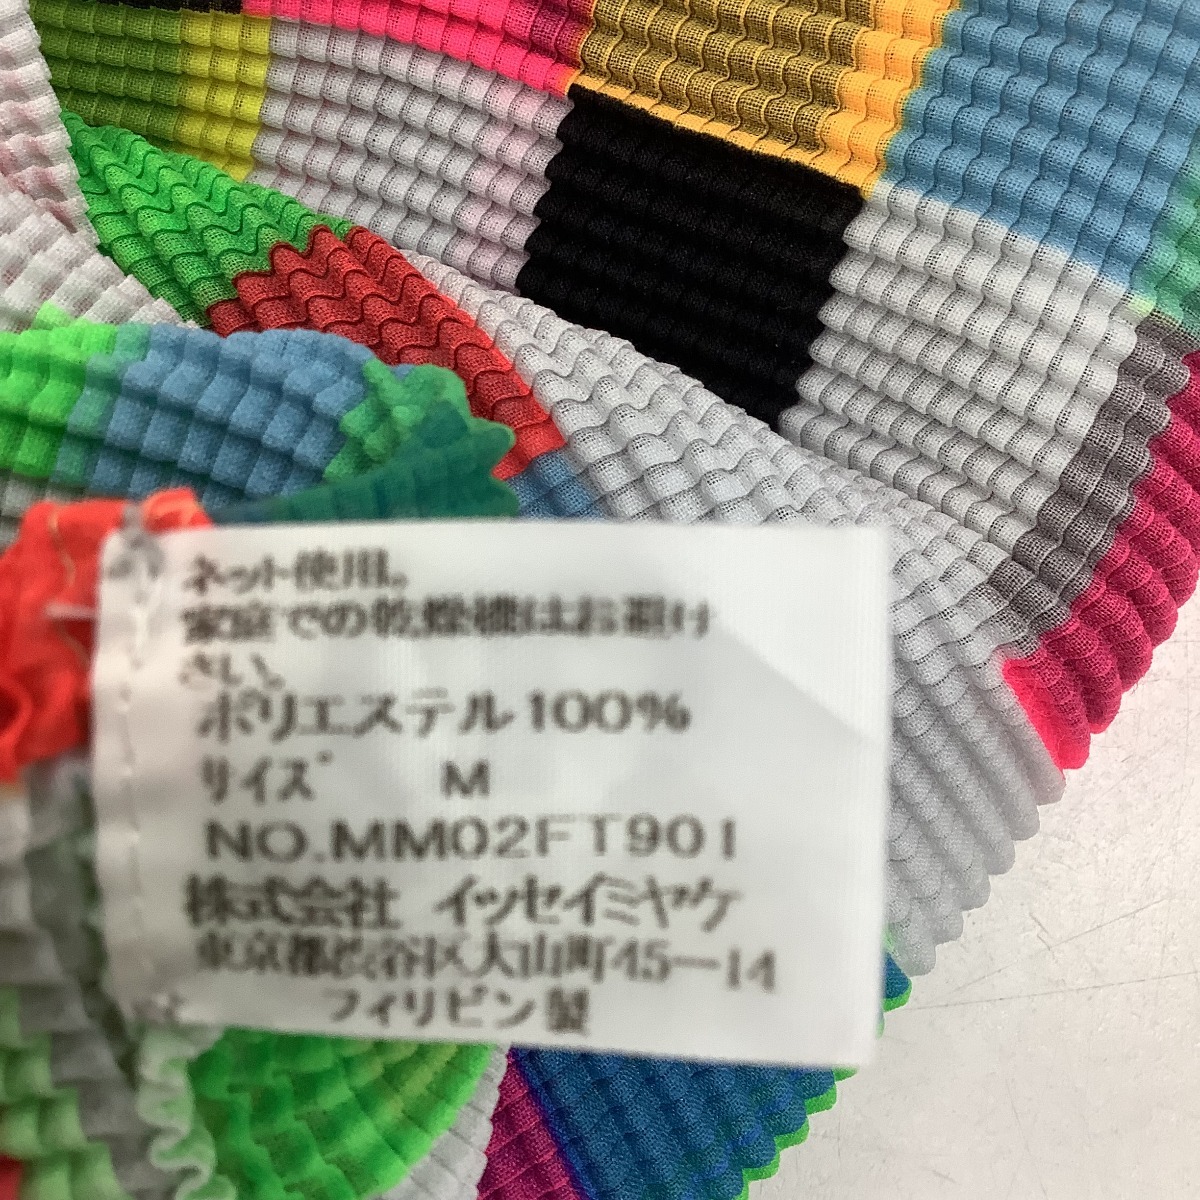 ネット使用。
家庭での乾燥機はお避け
さい。
ポリエステル100%
サイズ M
NO.MM02FT901
株式会社 イッセイミヤケ
東京都渋谷区大山町45-14
フィリピン製